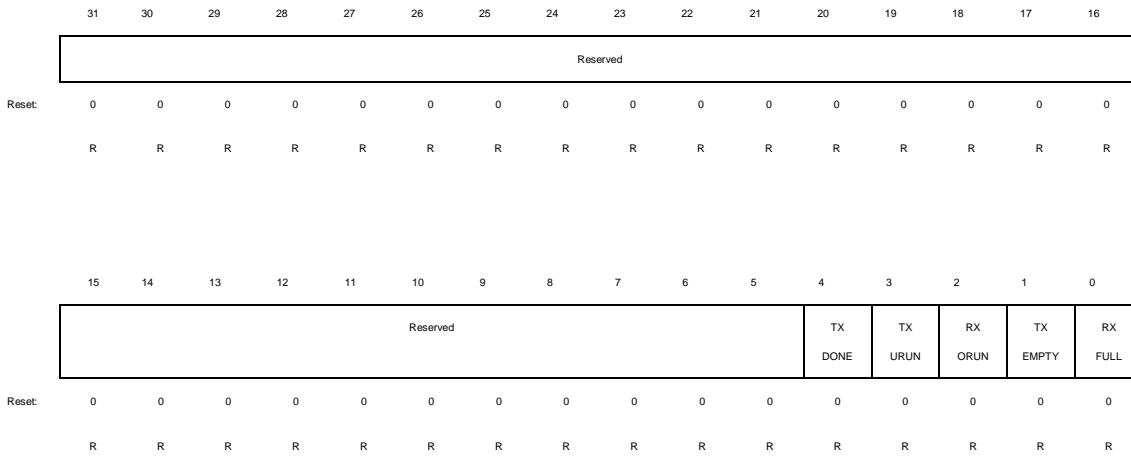 31 30 29 28 27 26 25 24 23 22 21 20 19 18 17 16
Reserved
Reset: 0 0 0 0 0 0 0 0 0 0 0 0 0 0 0 0
R R R R R R R R R R R R R R R R
15 14 13 12 11 10 9 8 7 6 5 4 3 2 1 0
Reserved TX TX RX TX RX
DONE URUN ORUN EMPTY FULL
Reset: 0 0 0 0 0 0 0 0 0 0 0 0 0 0 0 0
R R R R R R R R R R R R R R R R